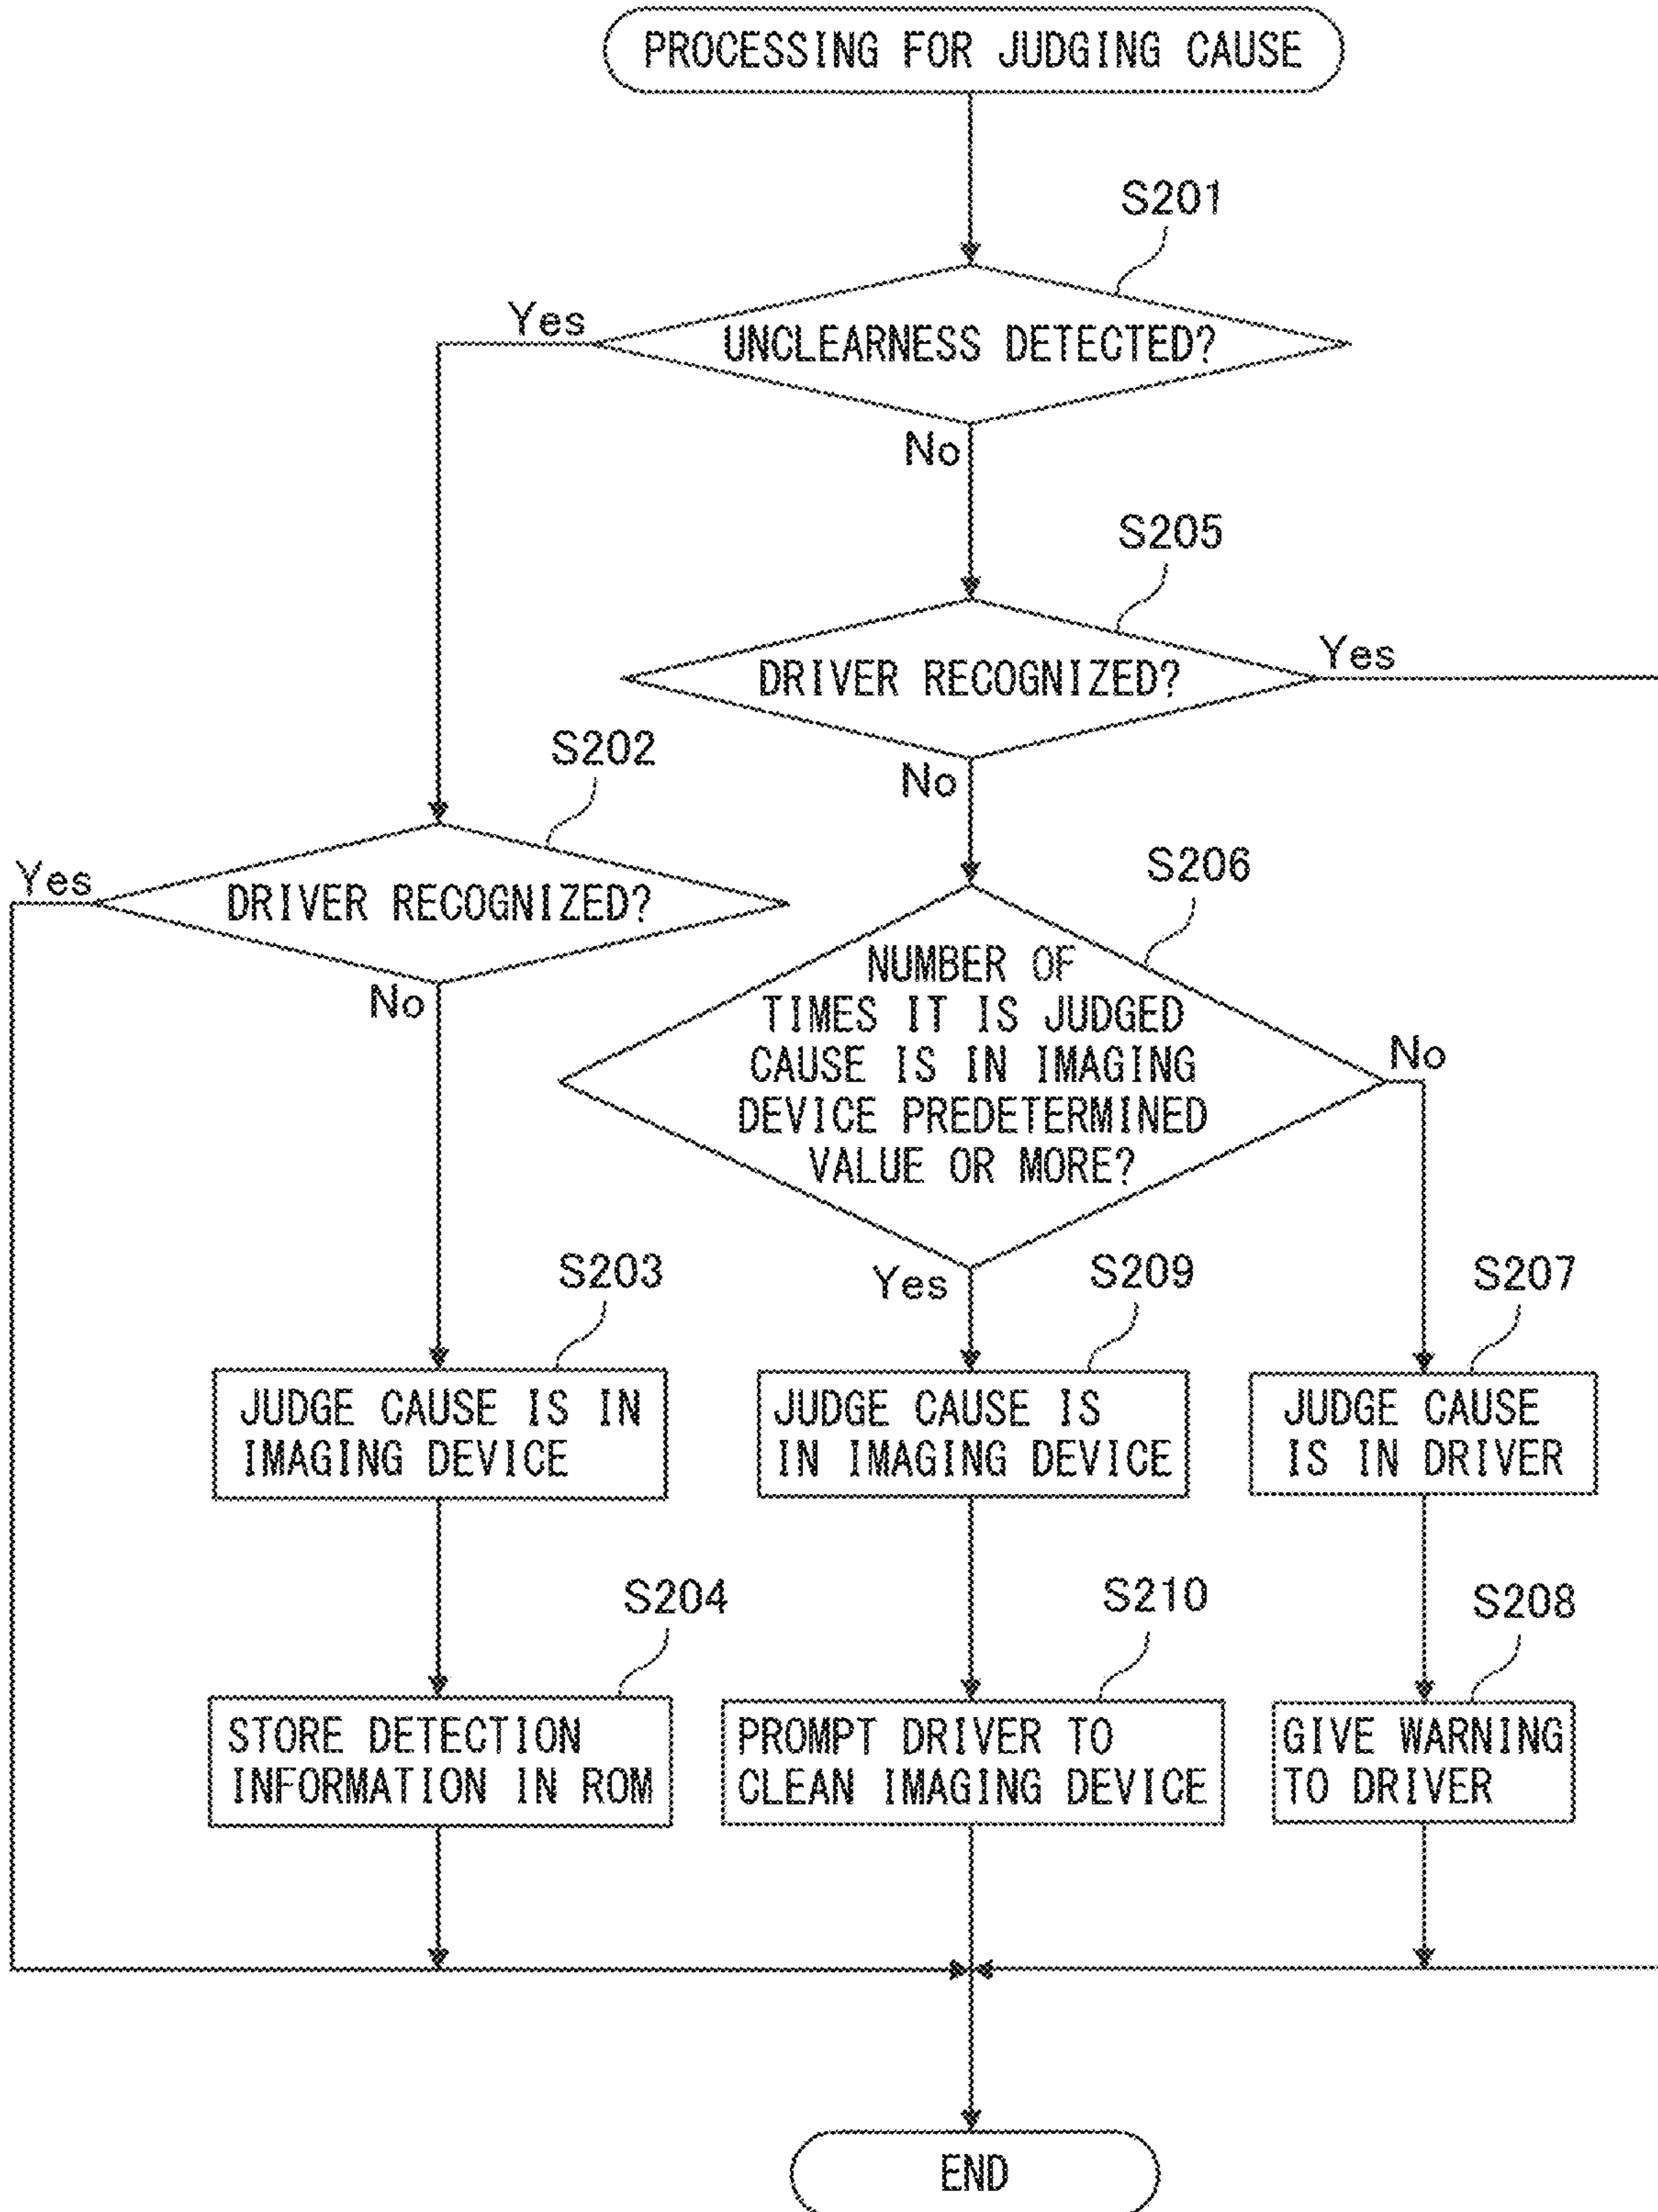 PROCESSING FOR JUDGING CAUSE
S201
Yes
UNCLEARNESS DETECTED?
No
S205
DRIVER RECOGNIZED?
Yes
No
S202
Yes
DRIVER RECOGNIZED?
No
S206
NUMBER OF
TIMES IT IS JUDGED
CAUSE IS IN IMAGING
DEVICE PREDETERMINED
VALUE OR MORE?
No
Yes
S203
JUDGE CAUSE IS IN
IMAGING DEVICE
S209
JUDGE CAUSE IS
IN IMAGING DEVICE
S207
JUDGE CAUSE
IS IN DRIVER
S204
STORE DETECTION
INFORMATION IN ROM
S210
PROMPT DRIVER TO
CLEAN IMAGING DEVICE
S208
GIVE WARNING
TO DRIVER
END